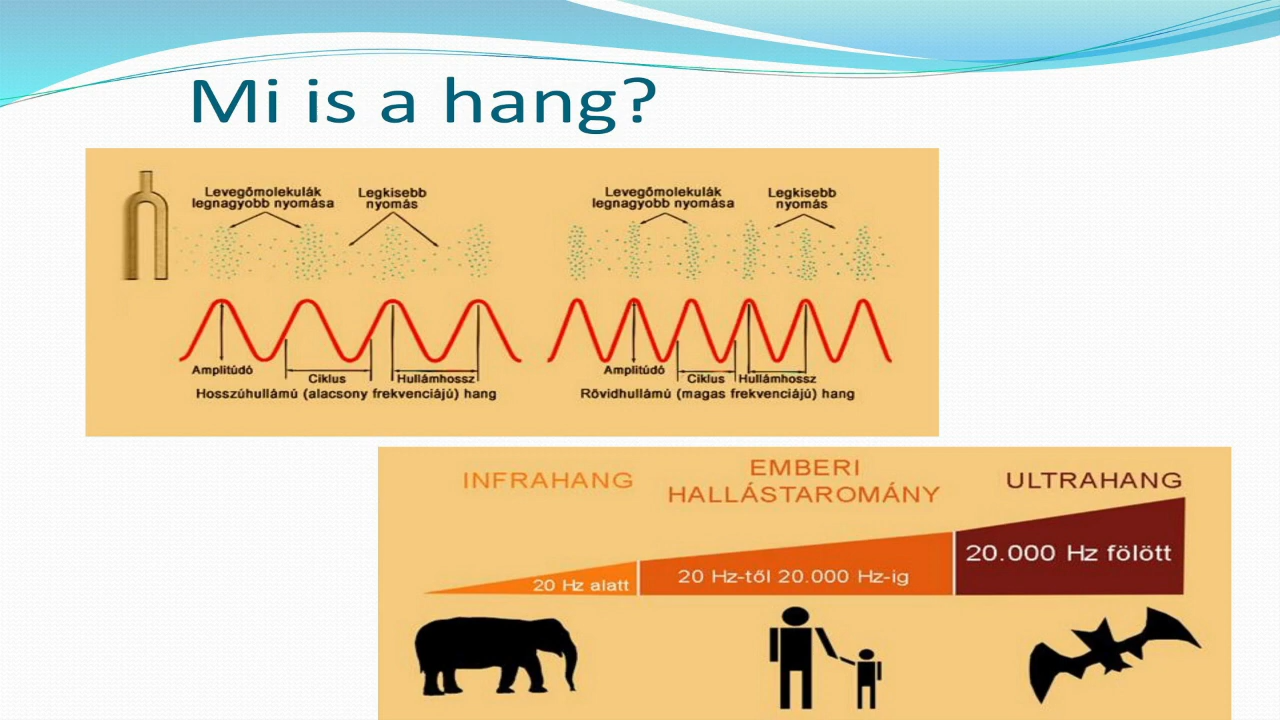 Mi is a hang?
Levegőmolekulák
legnagyobb nyomása
Legkisebb
nyomás
Levegőmolekulák
legnagyobb nyomása
Legkisebb
nyomás
Amplitúdó
Ciklus
Hullámhossz
Hosszúhullámú (alacsony frekvenciájú) hang
Amplitúdó
Ciklus
Hullámhossz
Rövidhullámú (magas frekvenciájú) hang
INFRAHANG
EMBERI
HALLÁSTAROMÁNY
ULTRAHANG
20 Hz alatt
20 Hz-től 20.000 Hz-ig
20.000 Hz fölött